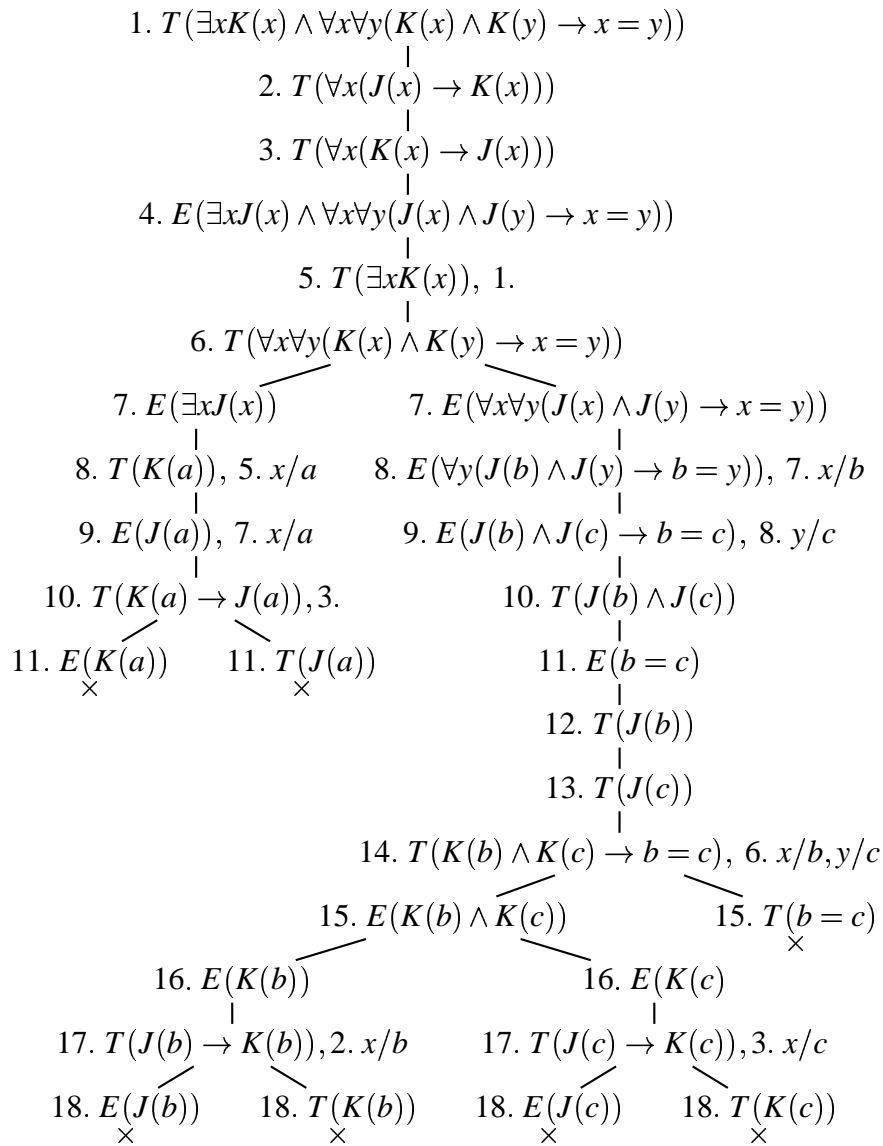 1. T(∃xK(x) ∧ ∀x∀y(K(x) ∧ K(y) → x = y))
2. T(∀x(J(x) → K(x)))
3. T(∀x(K(x) → J(x)))
4. E(∃xJ(x) ∧ ∀x∀y(J(x) ∧ J(y) → x = y))
5. T(∃xK(x)), 1.
6. T(∀x∀y(K(x) ∧ K(y) → x = y))
7. E(∃xJ(x)) 7. E(∀x∀y(J(x) ∧ J(y) → x = y))
8. T(K(a)), 5. x/a 8. E(∀y(J(b) ∧ J(y) → b = y)), 7. x/b
9. E(J(a)), 7. x/a 9. E(J(b) ∧ J(c) → b = c), 8. y/c
10. T(K(a) → J(a)),3. 10. T(J(b) ∧ J(c))
11. E(K(a)) 11. T(J(a)) 11. E(b = c)
× ×
12. T(J(b))
13. T(J(c))
14. T(K(b) ∧ K(c) → b = c), 6. x/b,y/c
15. E(K(b) ∧ K(c)) 15. T(b = c)
×
16. E(K(b)) 16. E(K(c)
17. T(J(b) → K(b)),2. x/b 17. T(J(c) → K(c)),3. x/c
18. E(J(b)) 18. T(K(b)) 18. E(J(c)) 18. T(K(c))
× × × ×